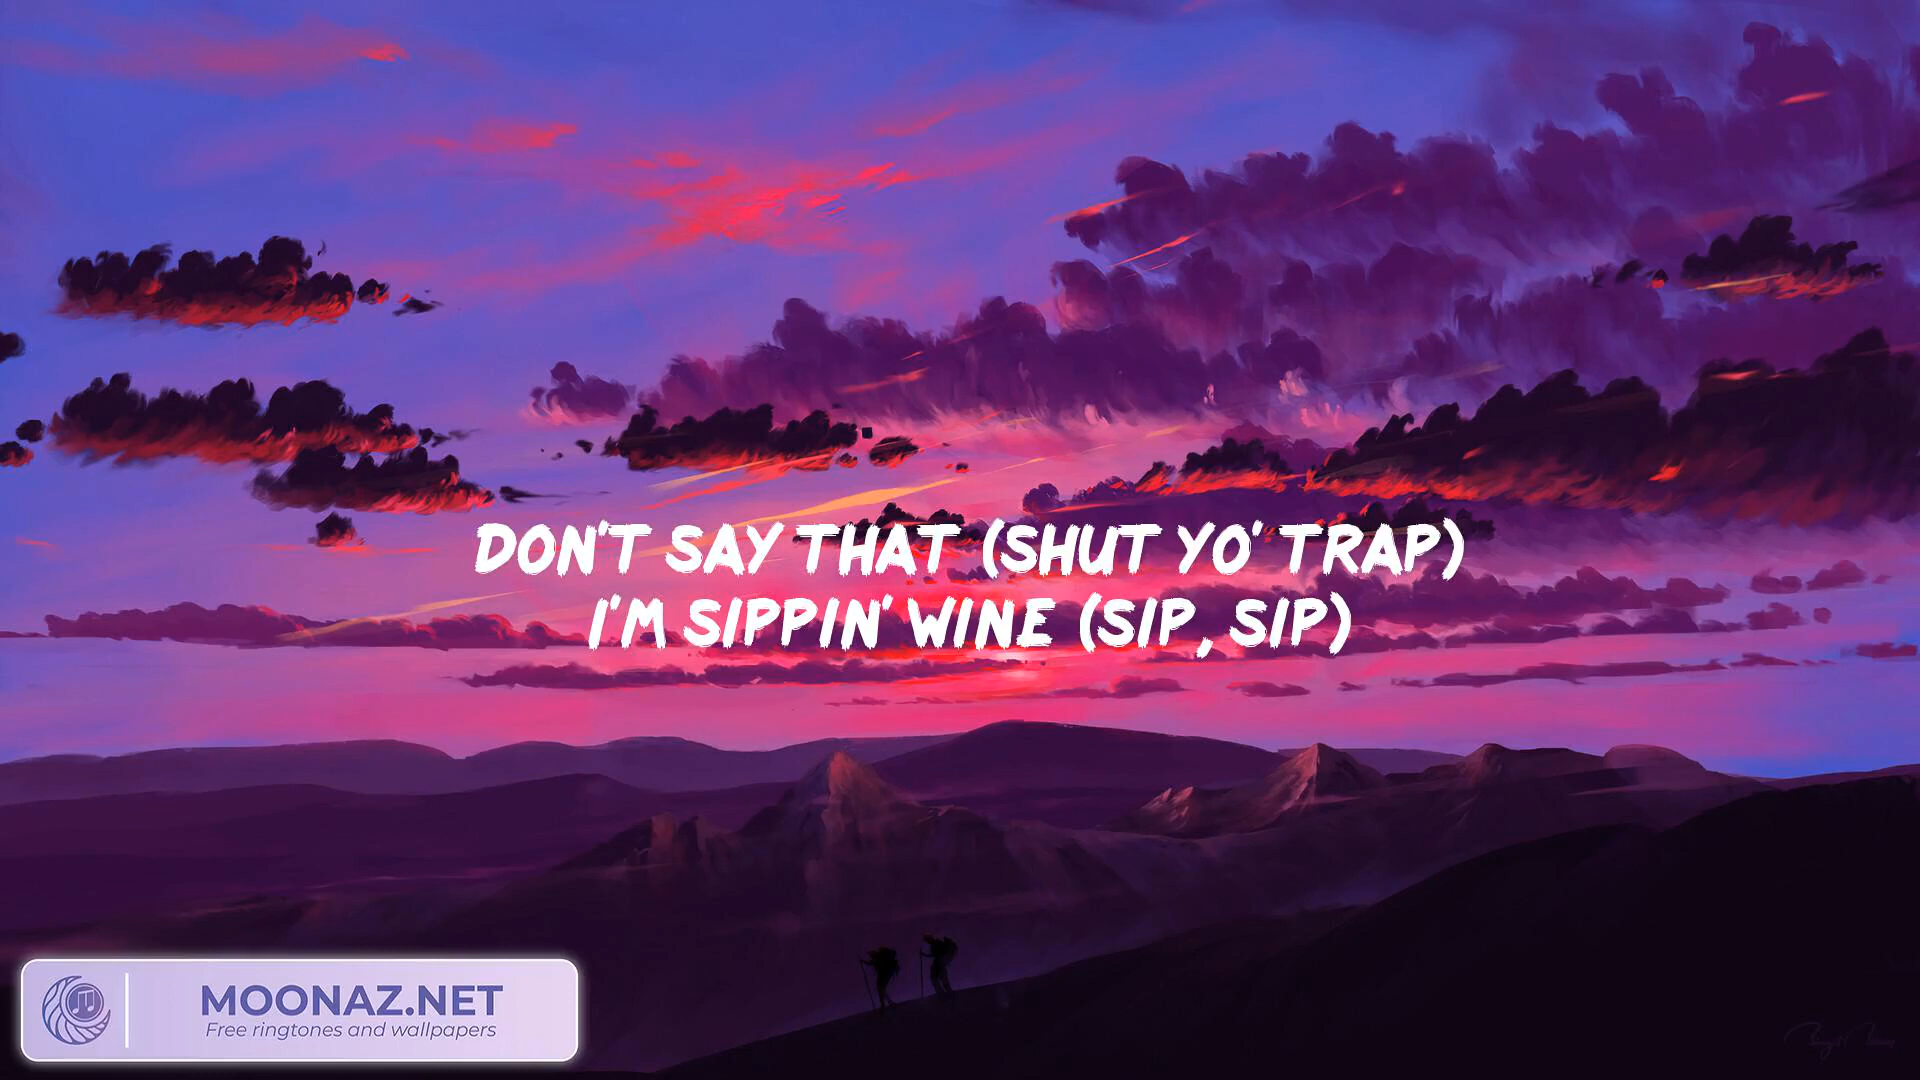 DON'T SAY THAT (SHUT YO' TRAP)
I'M SIPPIN' WINE (SIP, SIP)
MOONAZ.NET
Free ringtones and wallpapers